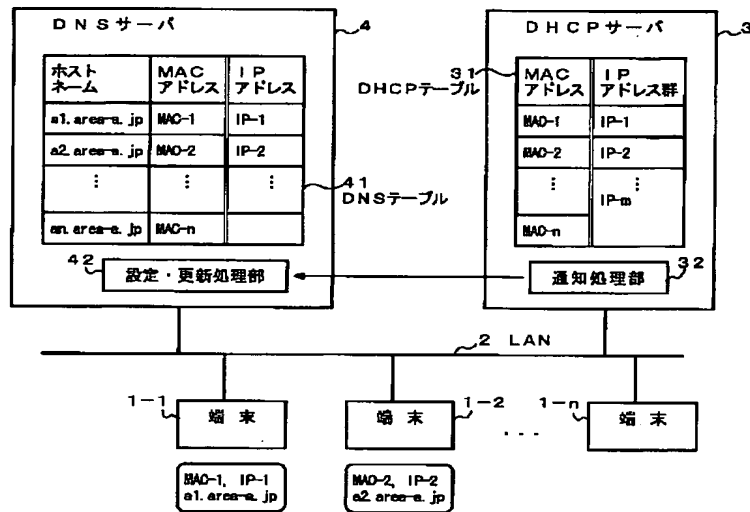 DNSサーバ
4
ホスト
ネーム
MAC
アドレス
IP
アドレス
a1.area-a.jp
MAC-1
IP-1
a2.area-a.jp
MAC-2
IP-2
⋮
⋮
⋮
an.area-a.jp
MAC-n
41
DNSテーブル
42
設定・更新処理部
DHCPサーバ
3
31
DHCPテーブル
MAC
アドレス
IP
アドレス群
MAC-1
IP-1
MAC-2
IP-2
⋮
⋮
IP-m
MAC-n
通知処理部
32
2 LAN
1-1
端末
端末
1-2
...
1-n
端末
MAC-1, IP-1
a1.area-a.jp
MAC-2, IP-2
a2.area-a.jp